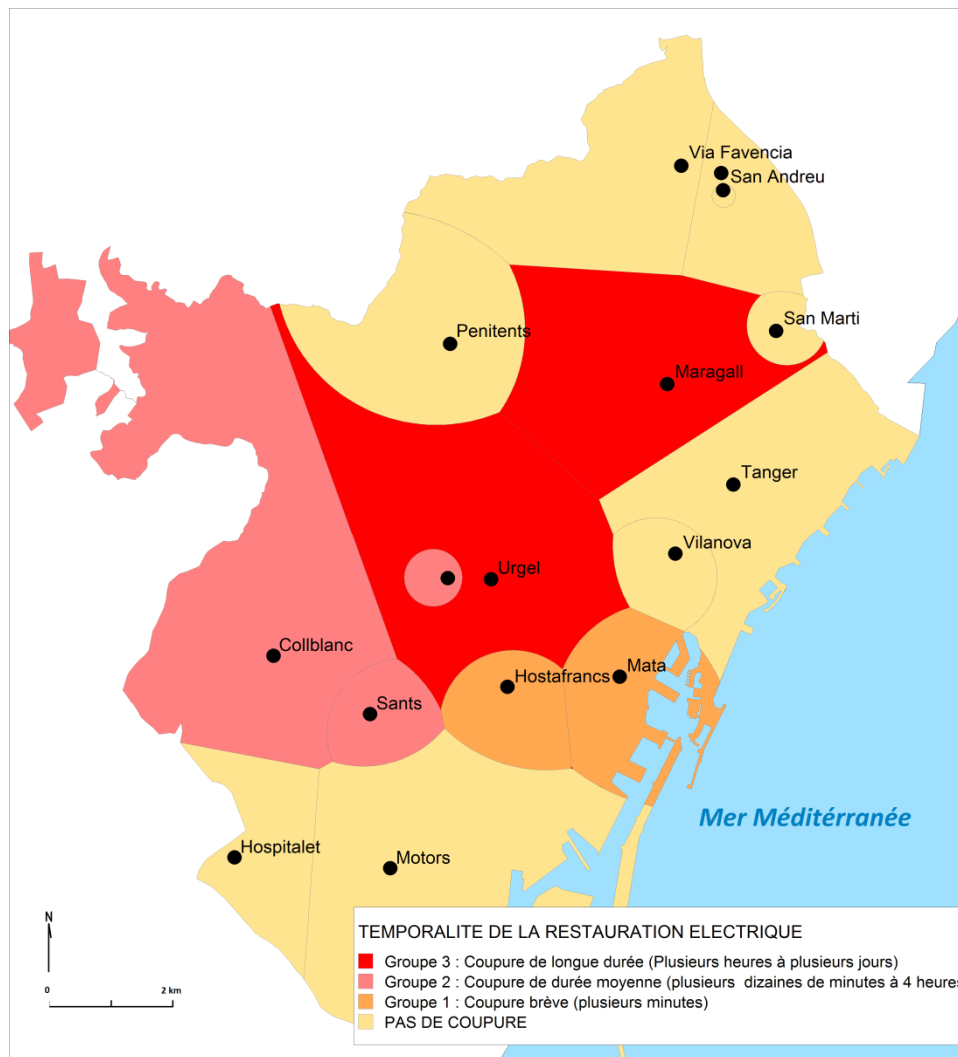 Via Favencia
San Andreu
San Marti
Penitents
Maragall
Tanger
Vilanova
Urgel
Collblanc
Hostafrancs
Mata
Sants
Mer Méditérranée
Hospitalet
Motors
N
0 2 km
TEMPORALITE DE LA RESTAURATION ELECTRIQUE
Groupe 3 : Coupure de longue durée (Plusieurs heures à plusieurs jours)
Groupe 2 : Coupure de durée moyenne (plusieurs dizaines de minutes à 4 heures
Groupe 1 : Coupure brève (plusieurs minutes)
PAS DE COUPURE